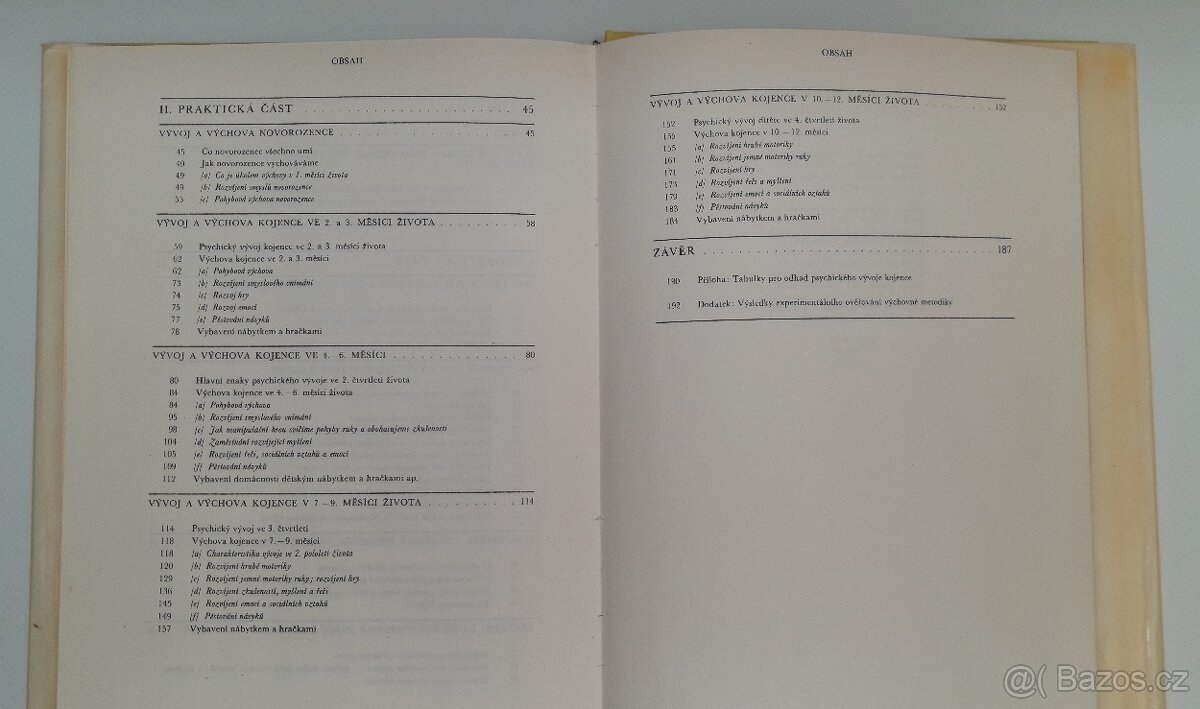 OBSAH
II. PRAKTICKÁ ČÁST . . . . . . . . . . . . . . . . . . . . 45
VÝVOJ A VÝCHOVA NOVOROZENCE . . . . . . . . . . . . . . . . 45
45 Co novorozenec všechno umí
49 Jak novorozence vychováváme
49 [a] Co je úkolem výchovy v 1. měsíci života
49 [b] Rozvíjení smyslů novorozence
53 [c] Pohybová výchova novorozence
VÝVOJ A VÝCHOVA KOJENCE VE 2. a 3. MĚSÍCI ŽIVOTA . . . . . . . . 58
59 Psychický vývoj kojence ve 2. a 3. měsíci života
62 Výchova kojence ve 2. a 3. měsíci
62 [a] Pohybová výchova
73 [b] Rozvíjení smyslového vnímání
74 [c] Rozvoj hry
75 [d] Rozvoj emocí
77 [e] Pěstování návyků
78 Vybavení nábytkem a hračkami
VÝVOJ A VÝCHOVA KOJENCE VE 4.–6. MĚSÍCI . . . . . . . . . . . . 80
80 Hlavní znaky psychického vývoje ve 2. čtvrtletí života
84 Výchova kojence ve 4.–6. měsíci života
84 [a] Pohybová výchova
95 [b] Rozvíjení smyslového vnímání
98 [c] Jak manipulační hrou cvičíme pohyby ruky a obohacujeme zkušenosti
104 [d] Zaměstnání rozvíjející myšlení
105 [e] Rozvíjení řeči, sociálních vztahů a emocí
109 [f] Pěstování návyků
112 Vybavení domácnosti dětským nábytkem a hračkami ap.
VÝVOJ A VÝCHOVA KOJENCE V 7.–9. MĚSÍCI ŽIVOTA . . . . . . . . . 114
114 Psychický vývoj ve 3. čtvrtletí
118 Výchova kojence v 7.–9. měsíci
118 [a] Charakteristika vývoje ve 2. pololetí života
120 [b] Rozvíjení hrubé motoriky
129 [c] Rozvíjení jemné motoriky ruky; rozvíjení hry
136 [d] Rozvíjení zkušeností, myšlení a řeči
145 [e] Rozvíjení emocí a sociálních vztahů
149 [f] Pěstování návyků
157 Vybavení nábytkem a hračkami
OBSAH
VÝVOJ A VÝCHOVA KOJENCE V 10.–12. MĚSÍCI ŽIVOTA . . . . . . . . 152
152 Psychický vývoj dítěte ve 4. čtvrtletí života
155 Výchova kojence v 10.–12. měsíci
155 [a] Rozvíjení hrubé motoriky
161 [b] Rozvíjení jemné motoriky ruky
171 [c] Rozvíjení hry
173 [d] Rozvíjení řeči a myšlení
179 [e] Rozvíjení emocí a sociálních vztahů
183 [f] Pěstování návyků
184 Vybavení nábytkem a hračkami
ZÁVĚR . . . . . . . . . . . . . . . . . . . . . . . . . . 187
190 Příloha: Tabulky pro odhad psychického vývoje kojence
192 Dodatek: Výsledky experimentálního ověřování výchovné metodiky
@( Bazos.cz